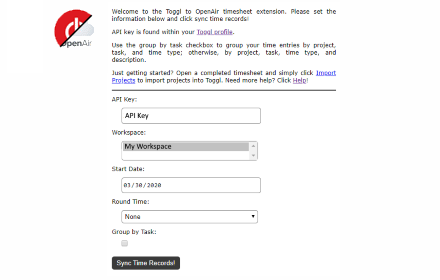 OpenAir
Welcome to the Toggl to OpenAir timesheet extension. Please set the
information below and click sync time records!
API key is found within your Toggl profile.
Use the group by task checkbox to group your time entries by project,
task, and time type; otherwise, by project, task, time type, and
description.
Just getting started? Open a completed timesheet and simply click Import
Projects to import projects into Toggl. Need more help? Click Help!
API Key:
API Key
Workspace:
My Workspace
Start Date:
03/30/2020
Round Time:
None
Group by Task:
Sync Time Records!